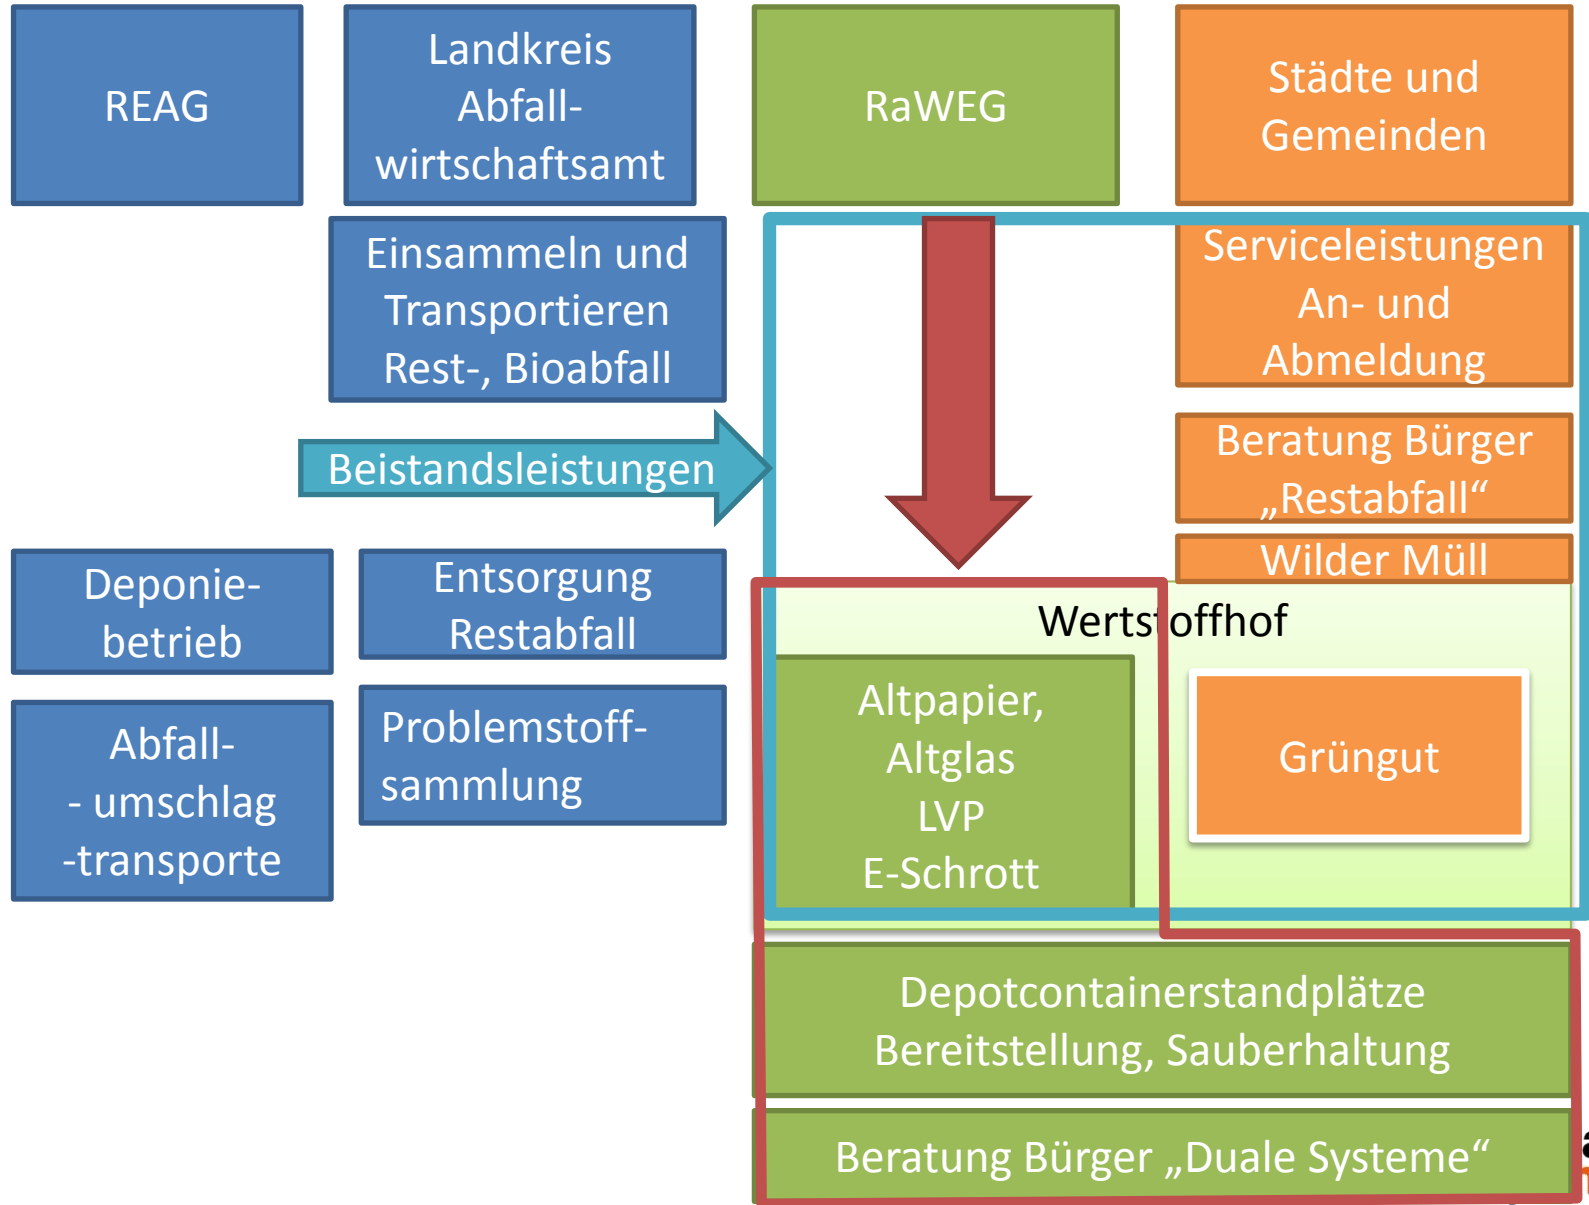 REAG
Landkreis
Abfall-
wirtschaftsamt
RaWEG
Städte und
Gemeinden
Einsammeln und
Transportieren
Rest-, Bioabfall
Serviceleistungen
An- und
Abmeldung
Beistandsleistungen
Beratung Bürger
„Restabfall“
Wilder Müll
Deponie-
betrieb
Entsorgung
Restabfall
Wertstoffhof
Abfall-
- umschlag
-transporte
Problemstoff-
sammlung
Altpapier,
Altglas
LVP
E-Schrott
Grüngut
Depotcontainerstandplätze
Bereitstellung, Sauberhaltung
Beratung Bürger „Duale Systeme“